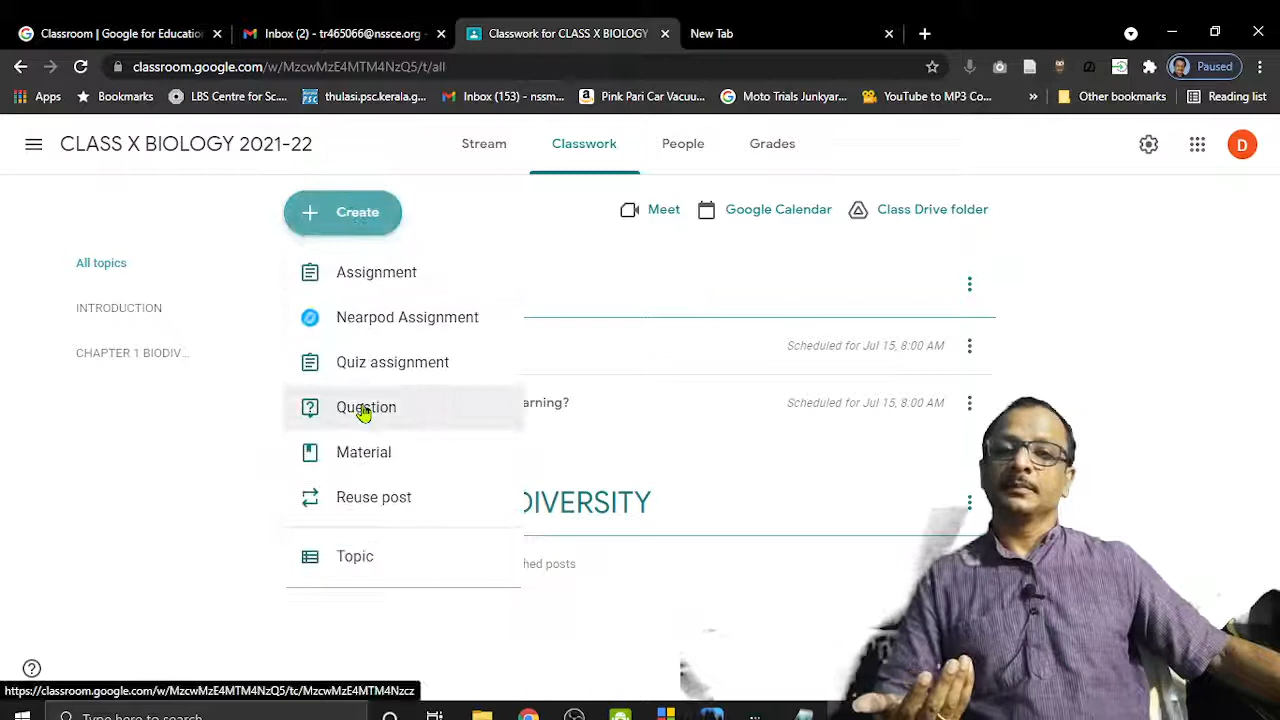 Classroom | Google for Educatio
Inbox (0) - tr465066@nssce.org -
Classwork for CLASS X BIOLOGY
New Tab
classroom.google.com/w/MzcwMzE4MTM4NzQ5/t/all
Paused
Apps
Bookmarks
LBS Centre for Sc...
thulasi.psc.kerala.g...
Inbox (153) - nssm...
Pink Pari Car Vacuu...
Moto Trials Junkyar...
YouTube to MP3 Co...
Other bookmarks
Reading list
CLASS X BIOLOGY 2021-22
Stream
Classwork
People
Grades
D
Create
Meet
Google Calendar
Class Drive folder
All topics
INTRODUCTION
CHAPTER 1 BIODIV...
Assignment
Nearpod Assignment
Quiz assignment
Scheduled for Jul 15, 8:00 AM
Question
arning?
Scheduled for Jul 15, 8:00 AM
Material
Reuse post
DIVERSITY
Topic
hed posts
https://classroom.google.com/w/MzcwMzE4MTM4NzQ5/tc/MzcwMzE4MTM4Nzcz
Type here to search